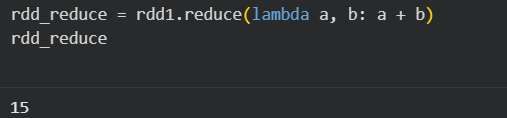 rdd_reduce = rdd1.reduce(lambda a, b: a + b)
rdd_reduce
15